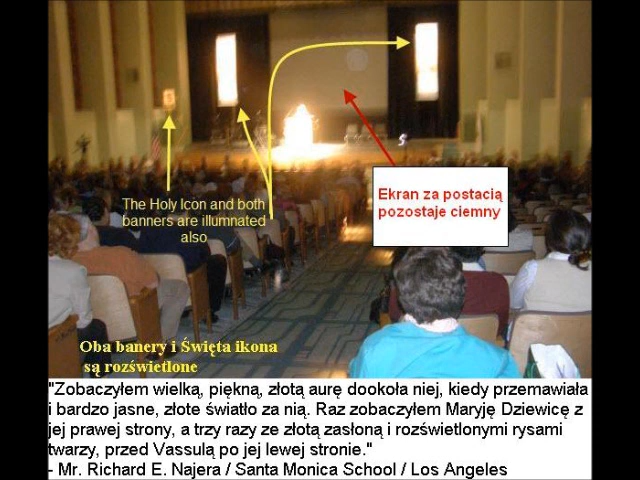 Ekran za postacią
pozostaje ciemny
The Holy Icon and both
banners are illumnated
also
Oba banery i Święta ikona
są rozświetlone
"Zobaczyłem wielką, piękną, złotą aurę dookoła niej, kiedy przemawiała
i bardzo jasne, złote światło za nią. Raz zobaczyłem Maryję Dziewicę z
jej prawej strony, a trzy razy ze złotą zasłoną i rozświetlonymi rysami
twarzy, przed Vassulą po jej lewej stronie."
- Mr. Richard E. Najera / Santa Monica School / Los Angeles